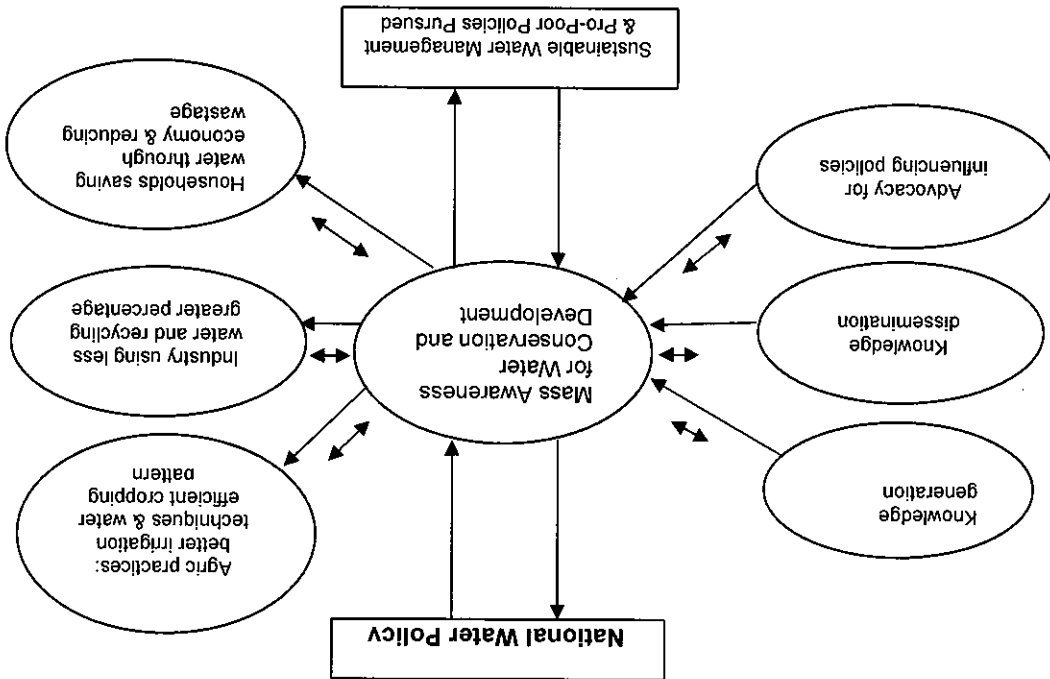 National Water Policy
Knowledge
generation
Agric practices:
better irrigation
techniques & water
efficient cropping
pattern
Mass Awareness
for Water
Conservation and
Development
Knowledge
dissemination
Industry using less
water and recycling
greater percentage
Advocacy for
influencing policies
Households saving
water through
economy & reducing
wastage
Sustainable Water Management
& Pro-Poor Policies Pursued